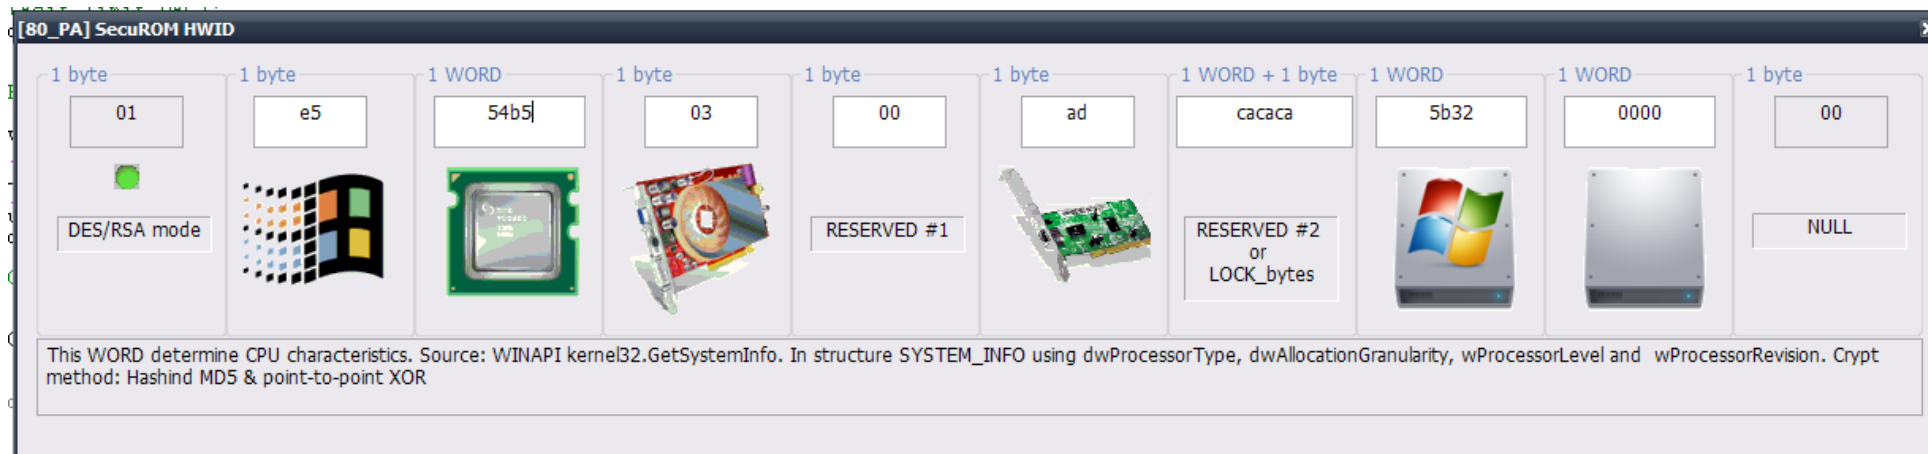 [80_PA] SecuROM HWID
1 byte 1 byte 1 WORD 1 byte 1 byte 1 byte 1 WORD + 1 byte 1 WORD 1 WORD 1 byte
01 e5 54b5 03 00 ad cacaca 5b32 0000 00
DES/RSA mode
RESERVED #1
RESERVED #2
or
LOCK_bytes
NULL
This WORD determine CPU characteristics. Source: WINAPI kernel32.GetSystemInfo. In structure SYSTEM_INFO using dwProcessorType, dwAllocationGranularity, wProcessorLevel and wProcessorRevision. Crypt
method: Hashind MD5 & point-to-point XOR